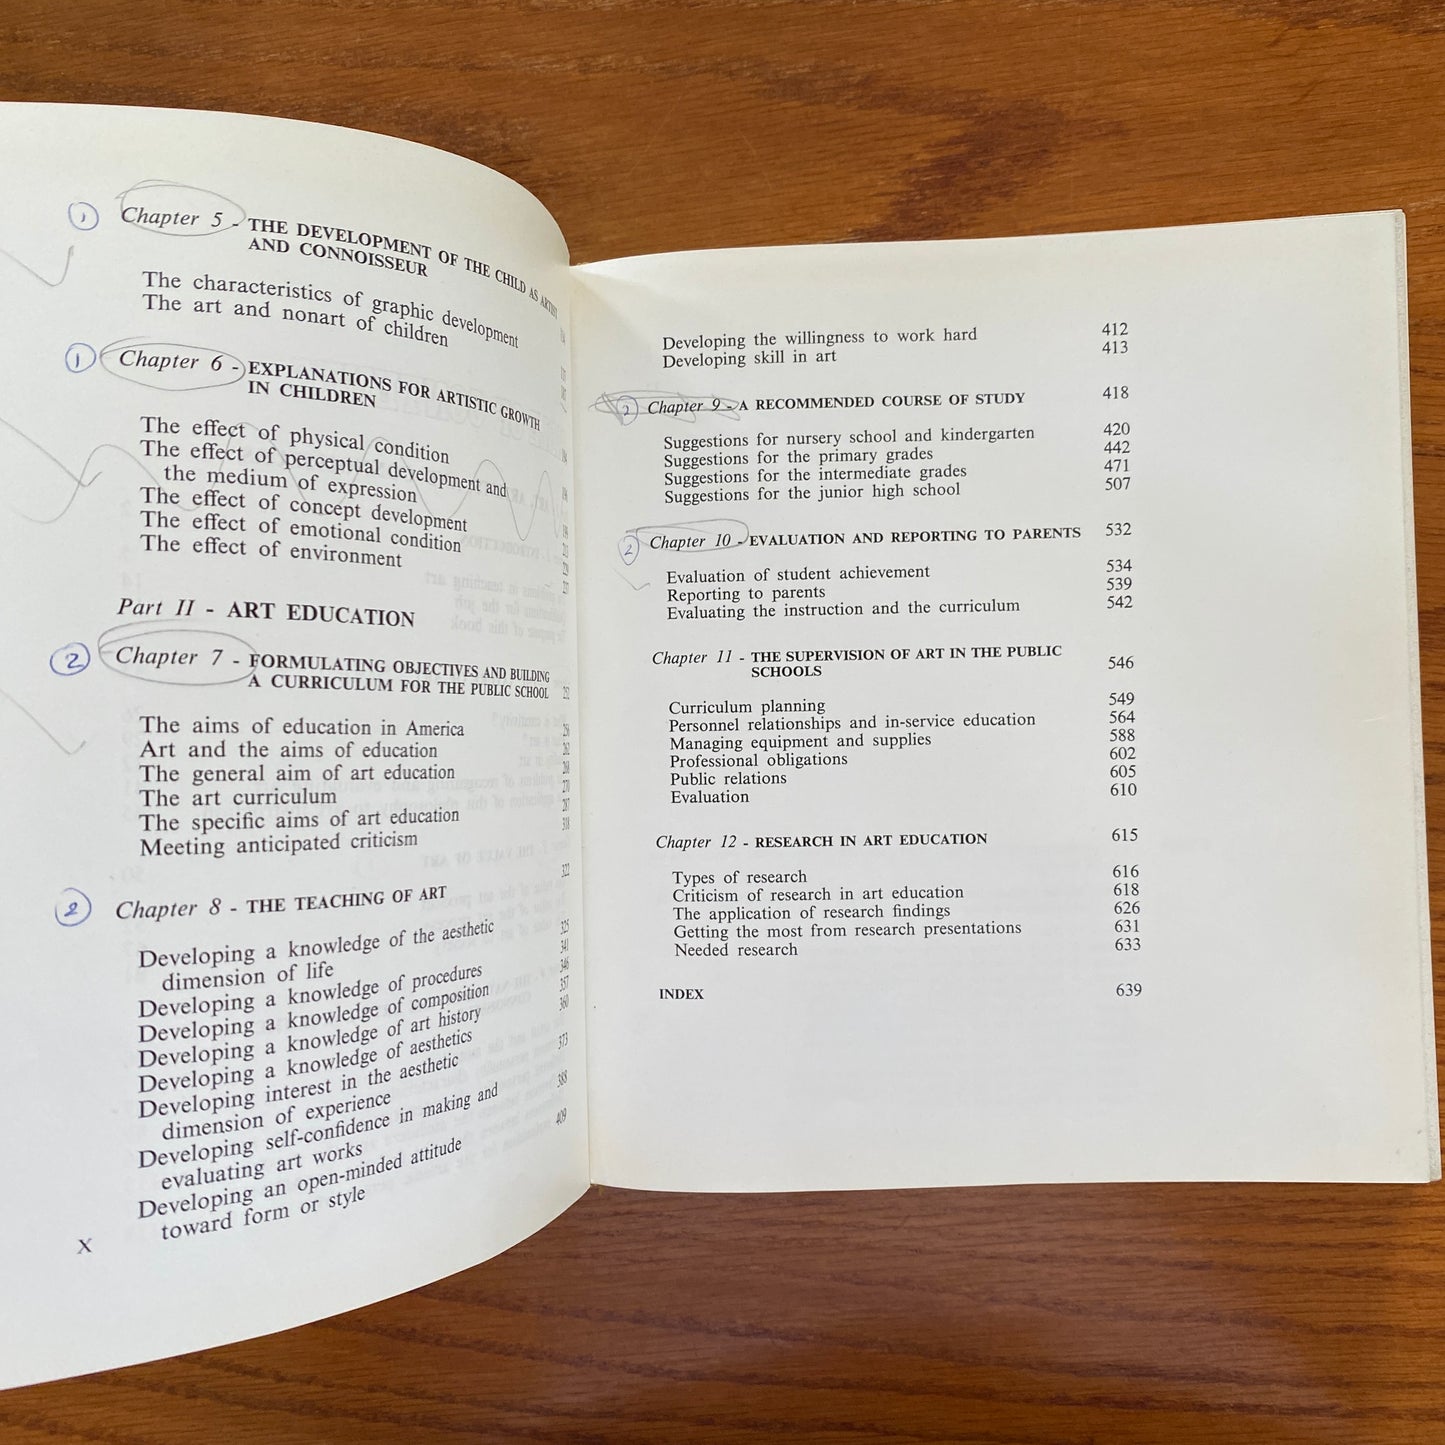 1 Chapter 5 - THE DEVELOPMENT OF THE CHILD AS ARTIST
AND CONNOISSEUR
The characteristics of graphic development
The art and nonart of children
1 Chapter 6 - EXPLANATIONS FOR ARTISTIC GROWTH
IN CHILDREN
The effect of physical condition
The effect of perceptual development and
the medium of expression
The effect of concept development
The effect of emotional condition
The effect of environment
Part II - ART EDUCATION
2 Chapter 7 - FORMULATING OBJECTIVES AND BUILDING
A CURRICULUM FOR THE PUBLIC SCHOOL 252
The aims of education in America
Art and the aims of education
The general aim of art education
The art curriculum
The specific aims of art education
Meeting anticipated criticism
322
2 Chapter 8 - THE TEACHING OF ART
Developing a knowledge of the aesthetic
dimension of life 325
Developing a knowledge of procedures 341
Developing a knowledge of composition 346
Developing a knowledge of art history 357
Developing a knowledge of aesthetics 360
Developing interest in the aesthetic
dimension of experience 373
Developing self-confidence in making and
evaluating art works 388
Developing an open-minded attitude
toward form or style 409
X
Developing the willingness to work hard 412
Developing skill in art 413
2 Chapter 9 - A RECOMMENDED COURSE OF STUDY 418
Suggestions for nursery school and kindergarten 420
Suggestions for the primary grades 442
Suggestions for the intermediate grades 471
Suggestions for the junior high school 507
2 Chapter 10 - EVALUATION AND REPORTING TO PARENTS 532
Evaluation of student achievement 534
Reporting to parents 539
Evaluating the instruction and the curriculum 542
Chapter 11 - THE SUPERVISION OF ART IN THE PUBLIC
SCHOOLS 546
Curriculum planning 549
Personnel relationships and in-service education 564
Managing equipment and supplies 588
Professional obligations 602
Public relations 605
Evaluation 610
Chapter 12 - RESEARCH IN ART EDUCATION 615
Types of research 616
Criticism of research in art education 618
The application of research findings 626
Getting the most from research presentations 631
Needed research 633
INDEX 639